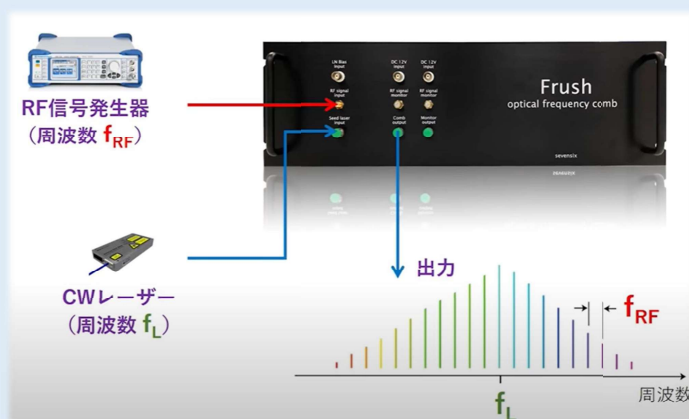 RF信号発生器
（周波数 fRF）
CWレーザー
（周波数 fL）
LN Bias
input
DC 12V
input
DC 12V
input
RF signal
input
RF signal
monitor
RF signal
monitor
Seed laser
input
Comb
output
Monitor
output
Frush
optical frequency comb
sevensix
出力
fRF
fL
周波数